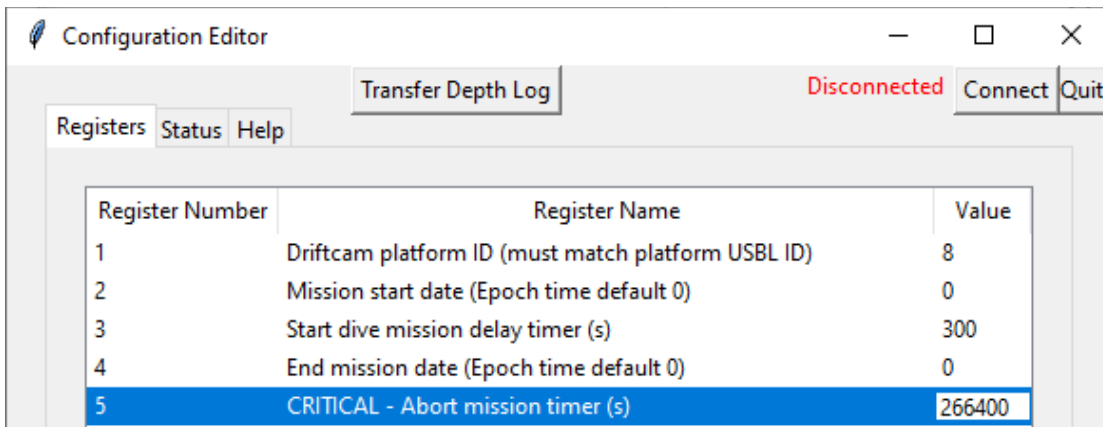 Configuration Editor
Transfer Depth Log
Disconnected
Connect
Quit
Registers
Status
Help
Register Number Register Name Value
1 Driftcam platform ID (must match platform USBL ID) 8
2 Mission start date (Epoch time default 0) 0
3 Start dive mission delay timer (s) 300
4 End mission date (Epoch time default 0) 0
5 CRITICAL - Abort mission timer (s) 266400